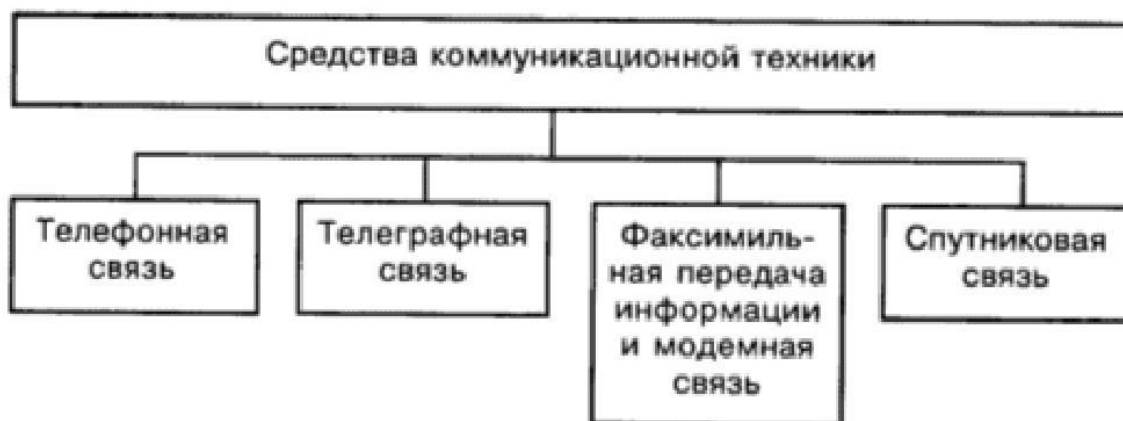 Средства коммуникационной техники
Телефонная
связь
Телеграфная
связь
Факсимиль-
ная передача
информации
и модемная
связь
Спутниковая
связь